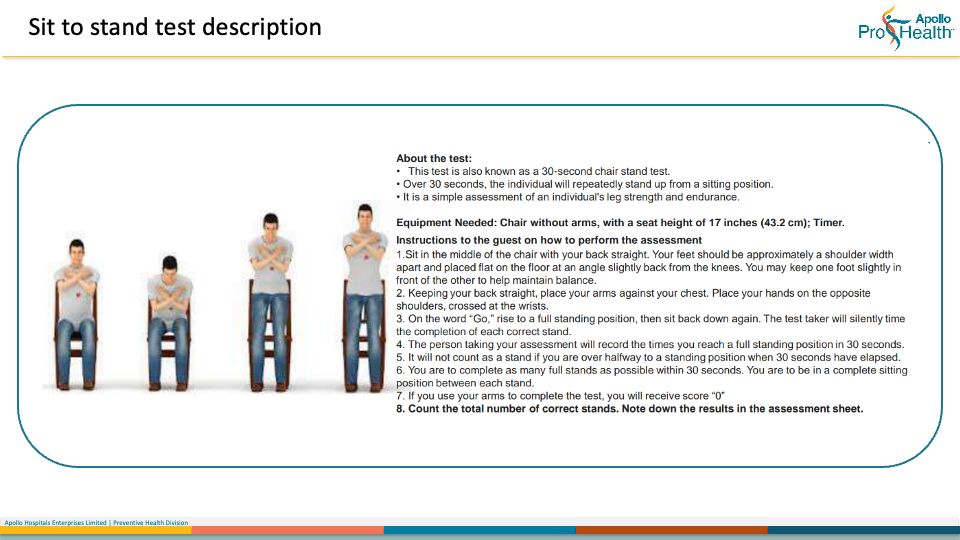 Sit to stand test description
Apollo
ProHealth
About the test:
• This test is also known as a 30-second chair stand test.
• Over 30 seconds, the individual will repeatedly stand up from a sitting position.
• It is a simple assessment of an individual's leg strength and endurance.
Equipment Needed: Chair without arms, with a seat height of 17 inches (43.2 cm); Timer.
Instructions to the guest on how to perform the assessment
1.Sit in the middle of the chair with your back straight. Your feet should be approximately a shoulder width
apart and placed flat on the floor at an angle slightly back from the knees. You may keep one foot slightly in
front of the other to help maintain balance.
2. Keeping your back straight, place your arms against your chest. Place your hands on the opposite
shoulders, crossed at the wrists.
3. On the word “Go,” rise to a full standing position, then sit back down again. The test taker will silently time
the completion of each correct stand.
4. The person taking your assessment will record the times you reach a full standing position in 30 seconds.
5. It will not count as a stand if you are over halfway to a standing position when 30 seconds have elapsed.
6. You are to complete as many full stands as possible within 30 seconds. You are to be in a complete sitting
position between each stand.
7. If you use your arms to complete the test, you will receive score “0”
8. Count the total number of correct stands. Note down the results in the assessment sheet.
Apollo Hospitals Enterprises Limited | Preventive Health Division